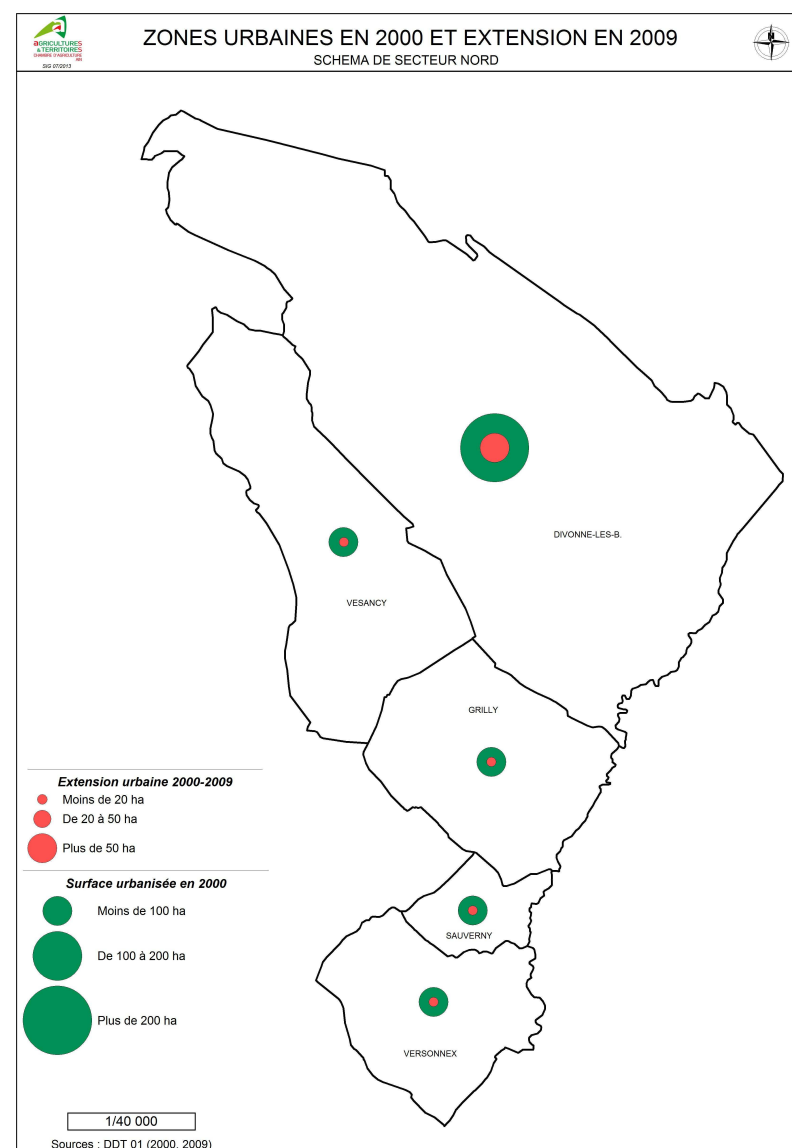 AGRICULTURES
& TERRITOIRES
CHAMBRE D'AGRICULTURE
AIN
SIG 07/2013
ZONES URBAINES EN 2000 ET EXTENSION EN 2009
SCHEMA DE SECTEUR NORD
N
DIVONNE-LES-B.
VESANCY
GRILLY
SAUVERNY
VERSONNEX
Extension urbaine 2000-2009
Moins de 20 ha
De 20 à 50 ha
Plus de 50 ha
Surface urbanisée en 2000
Moins de 100 ha
De 100 à 200 ha
Plus de 200 ha
1/40 000
Sources : DDT 01 (2000, 2009)